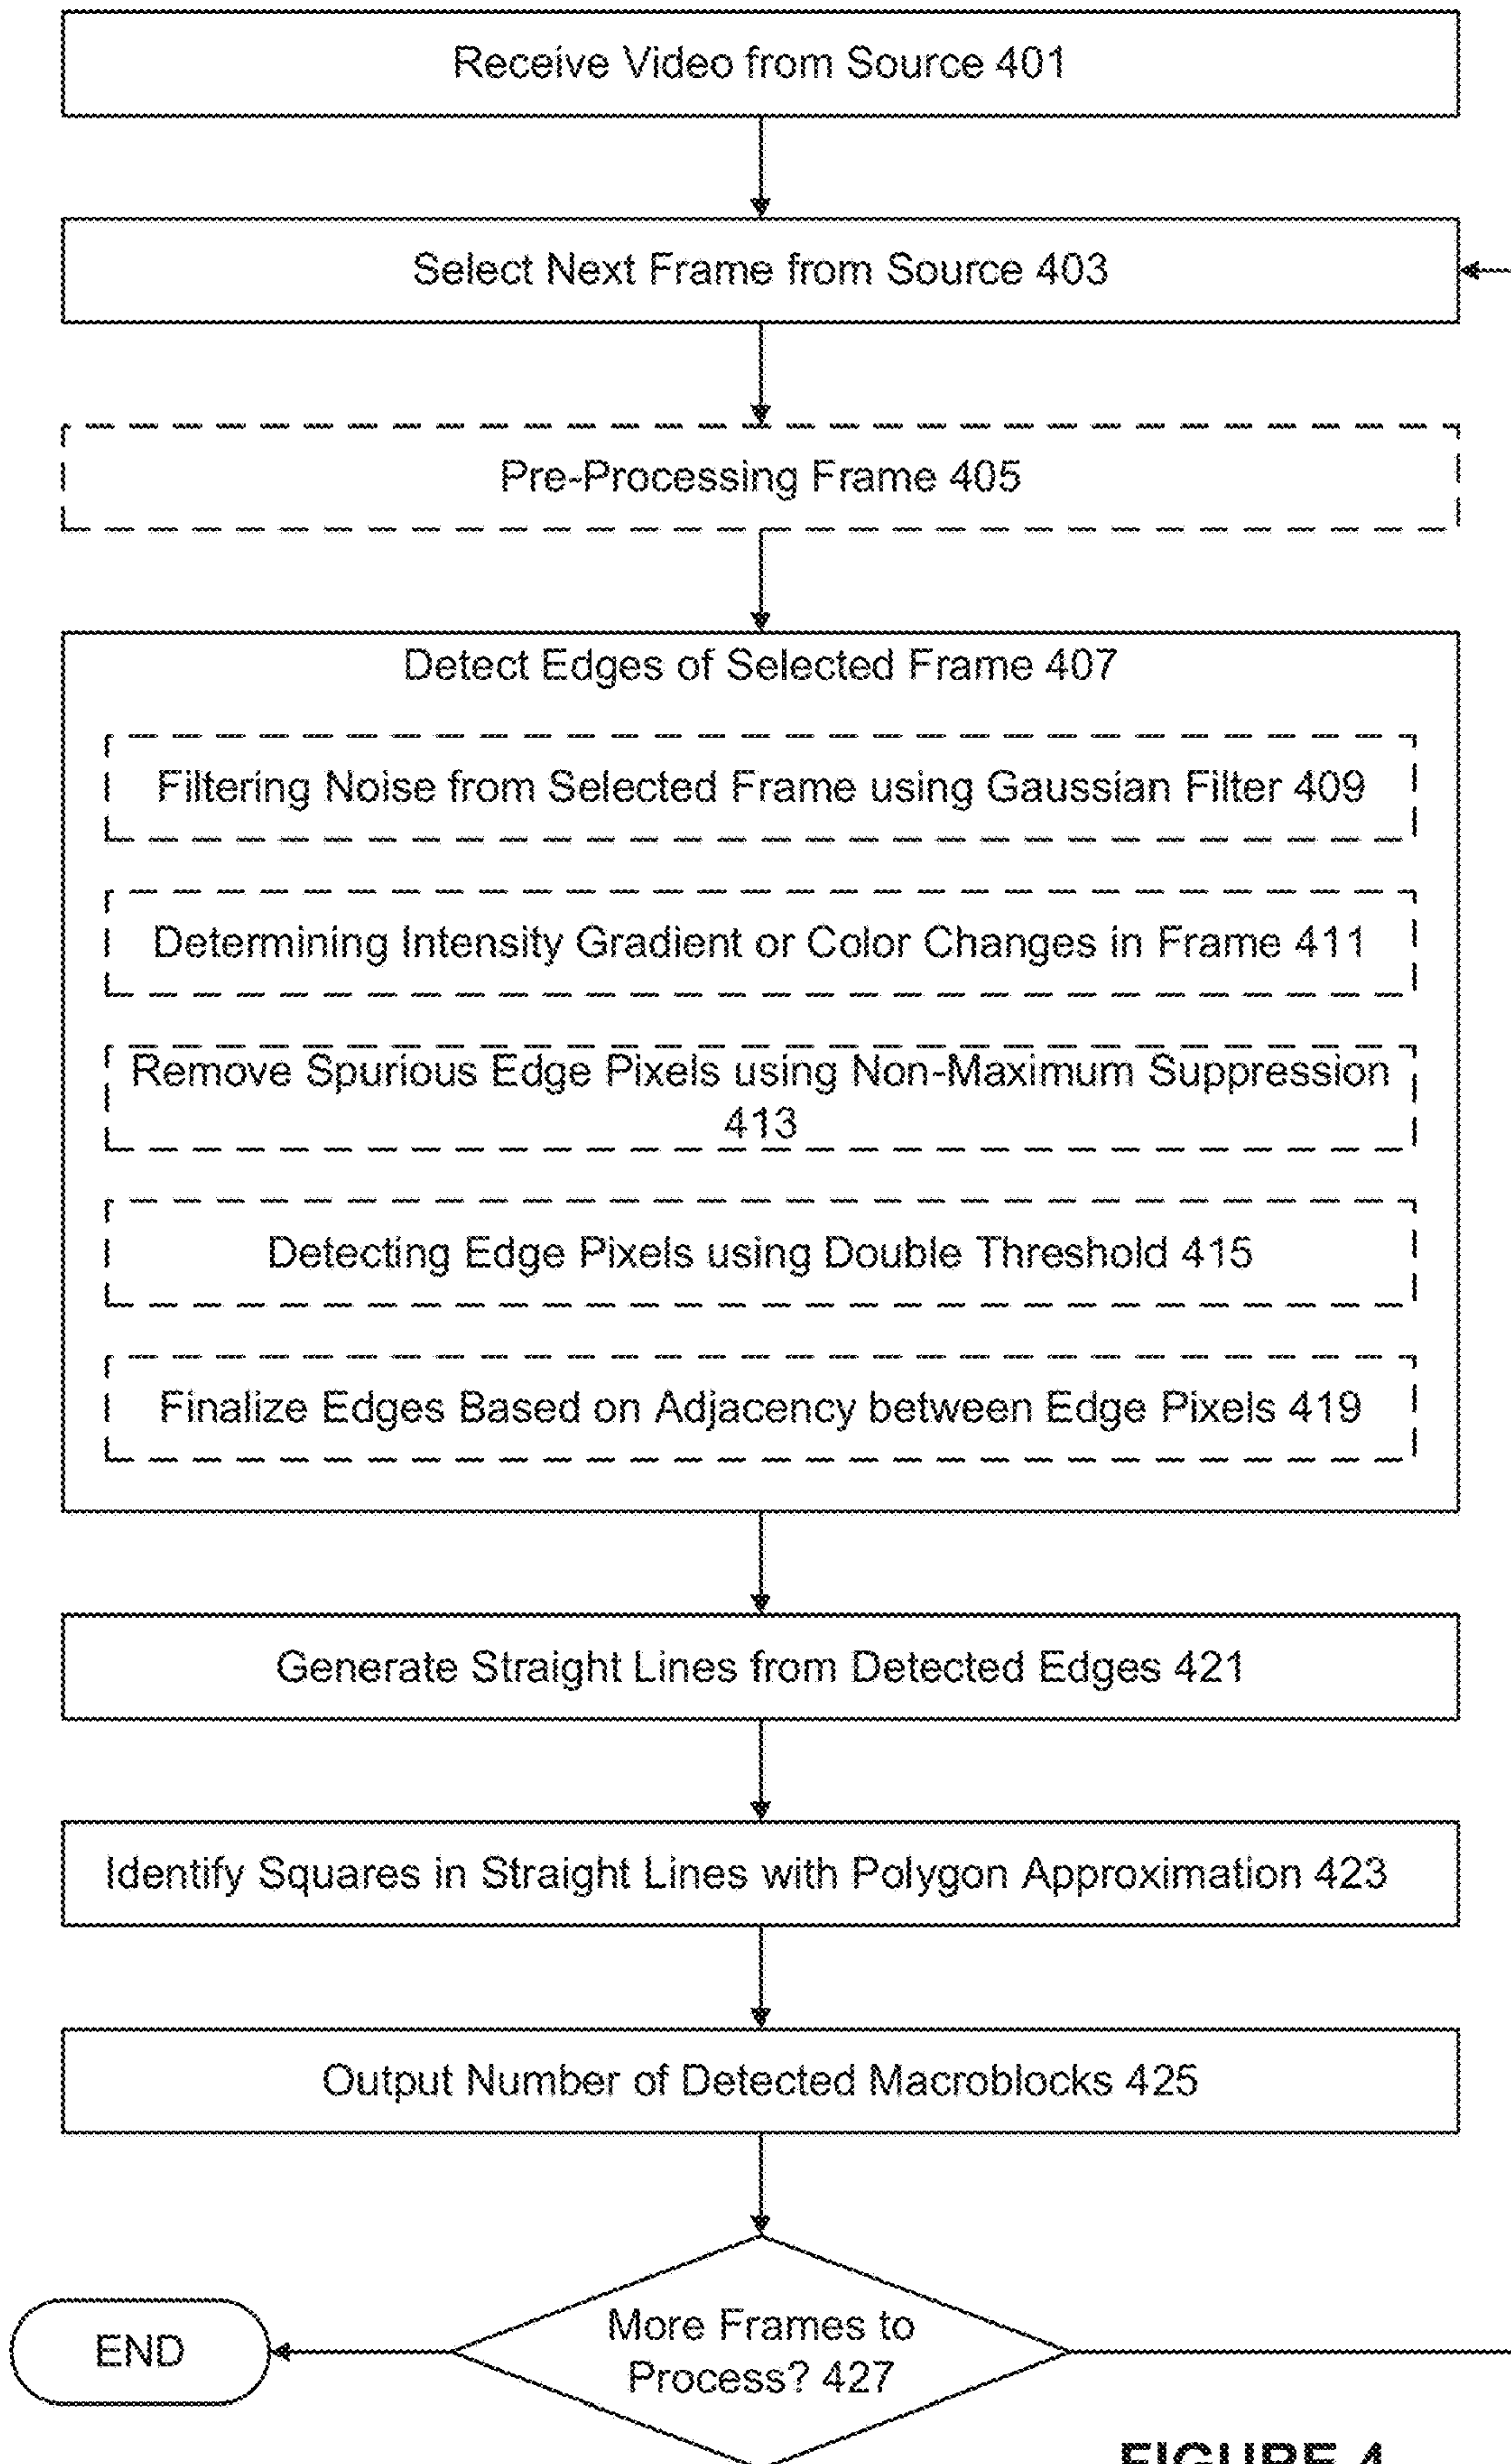 Receive Video from Source 401
Select Next Frame from Source 403
Pre-Processing Frame 405
Detect Edges of Selected Frame 407
Filtering Noise from Selected Frame using Gaussian Filter 409
Determining Intensity Gradient or Color Changes in Frame 411
Remove Spurious Edge Pixels using Non-Maximum Suppression
413
Detecting Edge Pixels using Double Threshold 415
Finalize Edges Based on Adjacency between Edge Pixels 419
Generate Straight Lines from Detected Edges 421
Identify Squares in Straight Lines with Polygon Approximation 423
Output Number of Detected Macroblocks 425
More Frames to
Process? 427
END
FIGURE 4